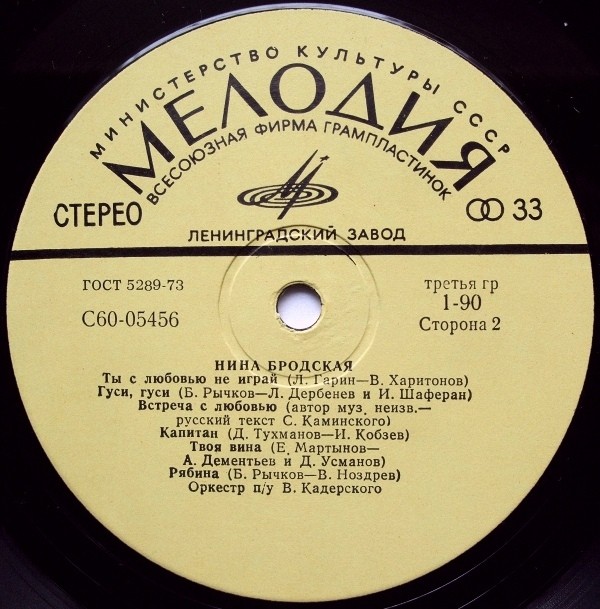 МИНИСТЕРСТВО КУЛЬТУРЫ СССР
МЕЛОДИЯ
ВСЕСОЮЗНАЯ ФИРМА ГРАМПЛАСТИНОК
СТЕРЕО
33
ЛЕНИНГРАДСКИЙ ЗАВОД
ГОСТ 5289-73
третья гр
С60-05456
1-90
Сторона 2
НИНА БРОДСКАЯ
Ты с любовью не играй (Л. Гарин—В. Харитонов)
Гуси, гуси (Б. Рычков—Л. Дербенев и И. Шаферан)
Встреча с любовью (автор муз. неизв.—
русский текст С. Каминского)
Капитан (Д. Тухманов—И. Кобзев)
Твоя вина (Е. Мартынов—
А. Дементьев и Д. Усманов)
Рябина (Б. Рычков—В. Ноздрев)
Оркестр п/у В. Кадерского